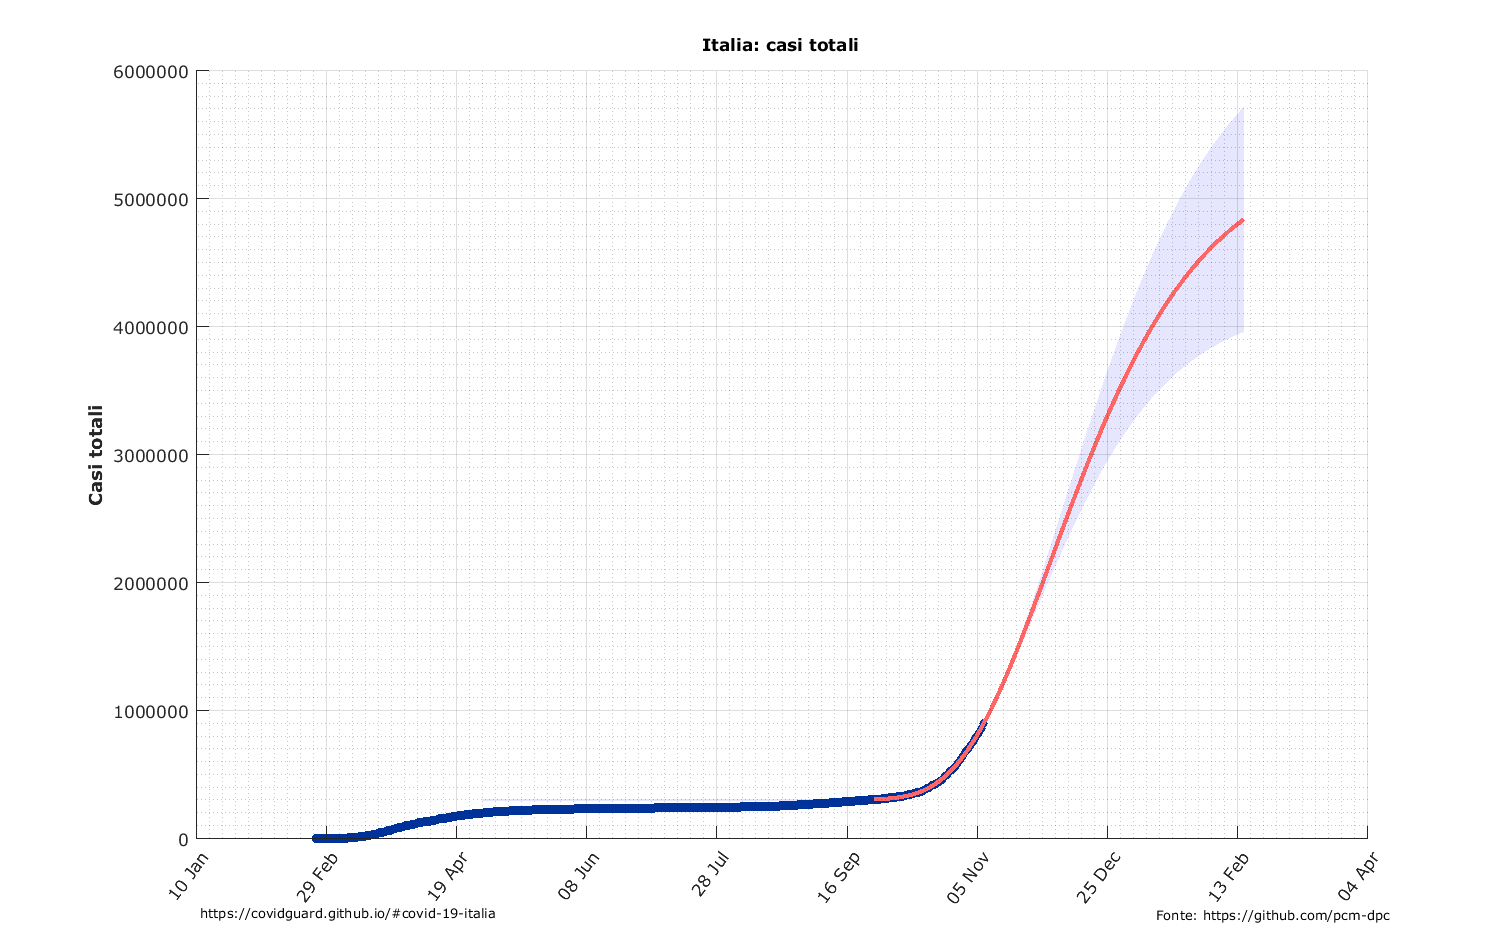 Italia: casi totali
6000000
5000000
4000000
3000000
2000000
1000000
0
Casi totali
10 Jan
29 Feb
19 Apr
08 Jun
28 Jul
16 Sep
05 Nov
25 Dec
13 Feb
04 Apr
https://covidguard.github.io/#covid-19-italia
Fonte: https://github.com/pcm-dpc